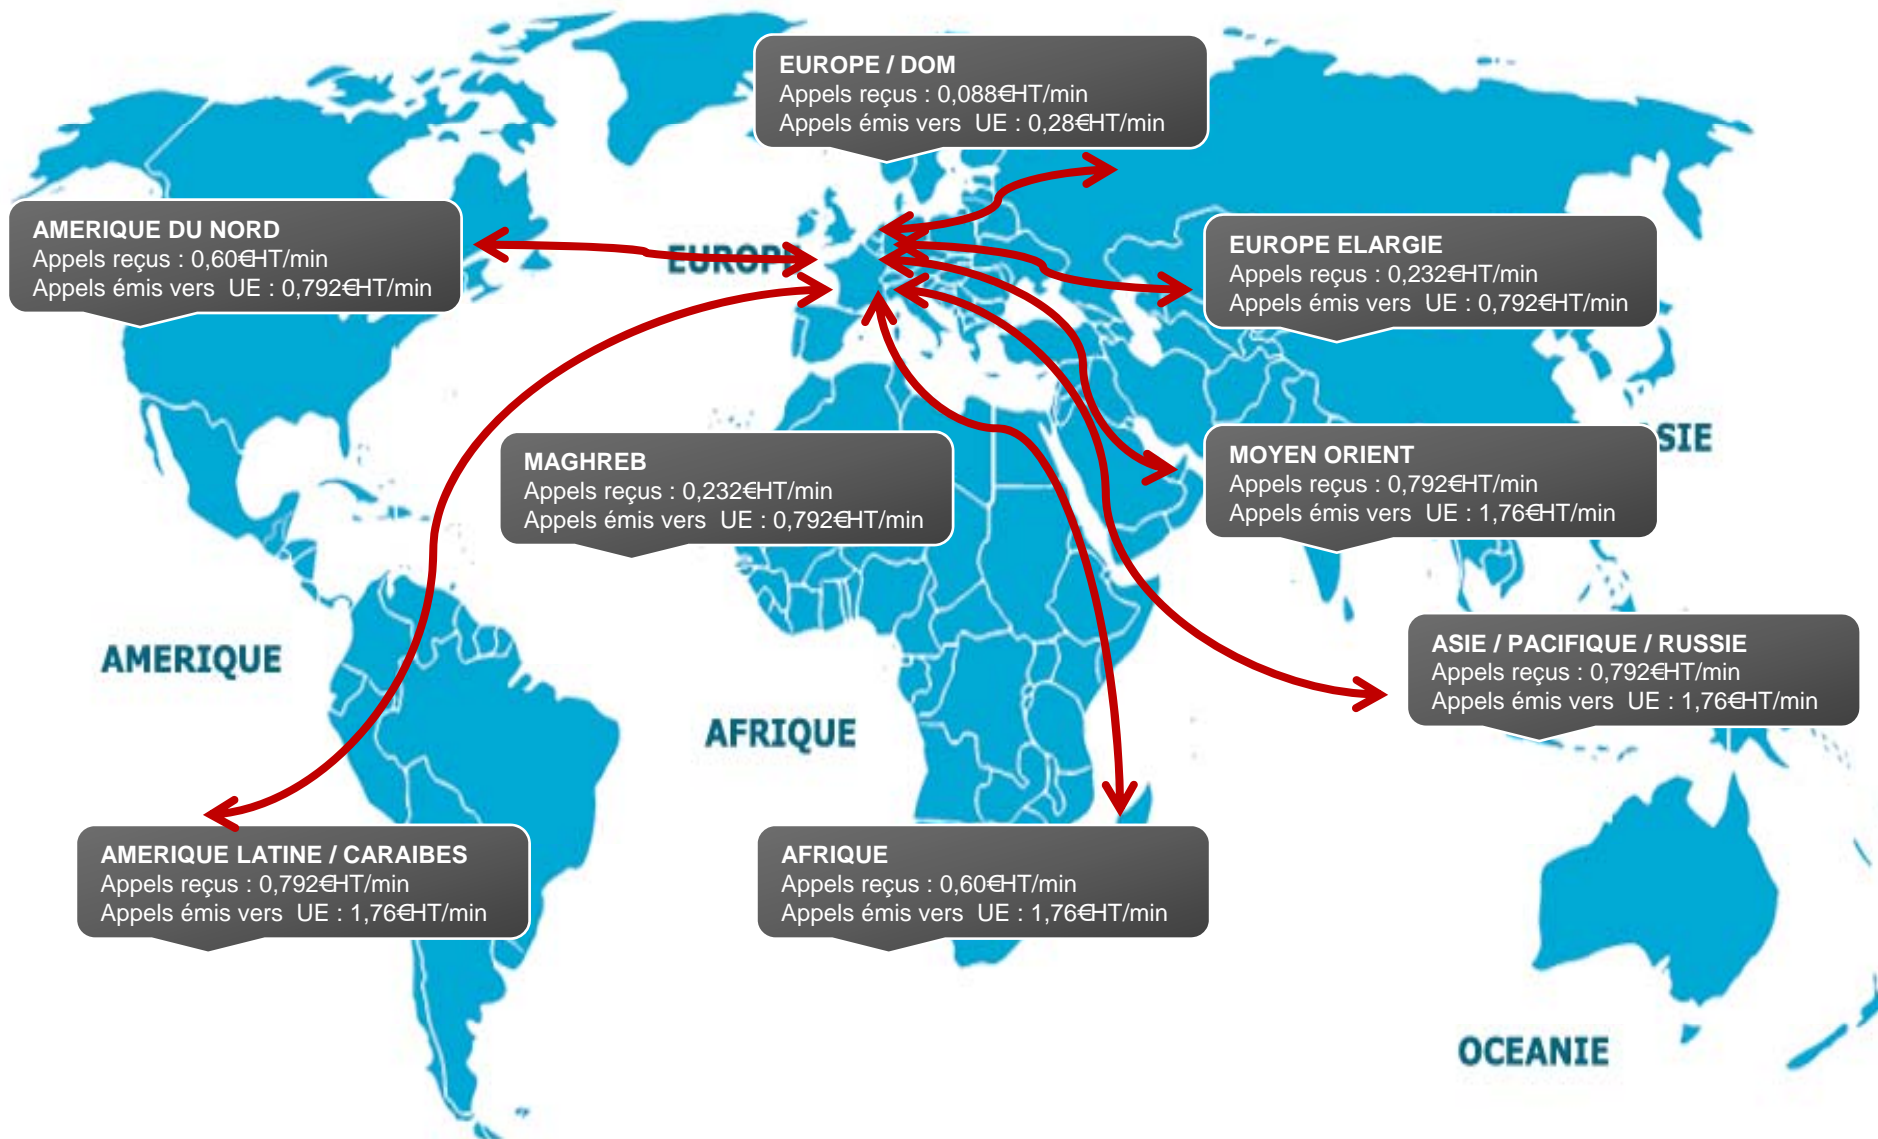 EUROPE / DOM
Appels reçus : 0,088€HT/min
Appels émis vers  UE : 0,28€HT/min
AMERIQUE DU NORD
Appels reçus : 0,60€HT/min
Appels émis vers  UE : 0,792€HT/min
EUROPE
EUROPE ELARGIE
Appels reçus : 0,232€HT/min
Appels émis vers  UE : 0,792€HT/min
MAGHREB
Appels reçus : 0,232€HT/min
Appels émis vers  UE : 0,792€HT/min
MOYEN ORIENT
Appels reçus : 0,792€HT/min
Appels émis vers  UE : 1,76€HT/min
SIE
AMERIQUE
AFRIQUE
ASIE / PACIFIQUE / RUSSIE
Appels reçus : 0,792€HT/min
Appels émis vers  UE : 1,76€HT/min
AMERIQUE LATINE / CARAIBES
Appels reçus : 0,792€HT/min
Appels émis vers  UE : 1,76€HT/min
AFRIQUE
Appels reçus : 0,60€HT/min
Appels émis vers  UE : 1,76€HT/min
OCEANIE